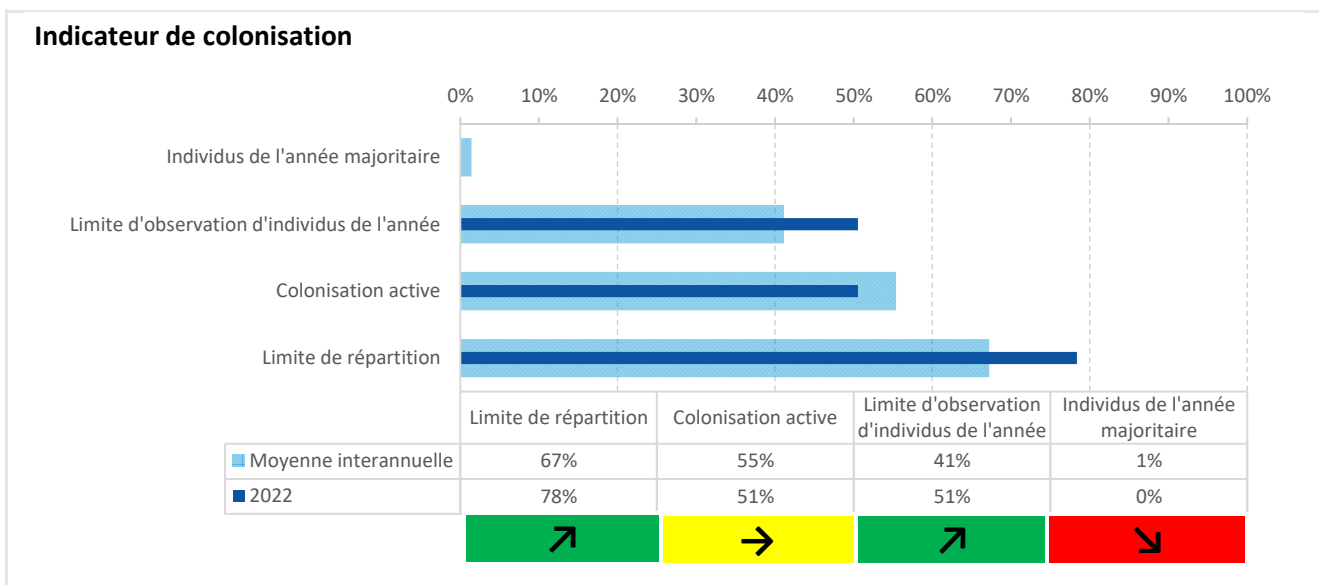 Indicateur de colonisation
0% 10% 20% 30% 40% 50% 60% 70% 80% 90% 100%
Individus de l'année majoritaire
Limite d'observation d'individus de l'année
Colonisation active
Limite de répartition
Limite de répartition Colonisation active Limite d'observation d'individus de l'année Individus de l'année majoritaire
Moyenne interannuelle 67% 55% 41% 1%
2022 78% 51% 51% 0%
↗ → ↗ ↘